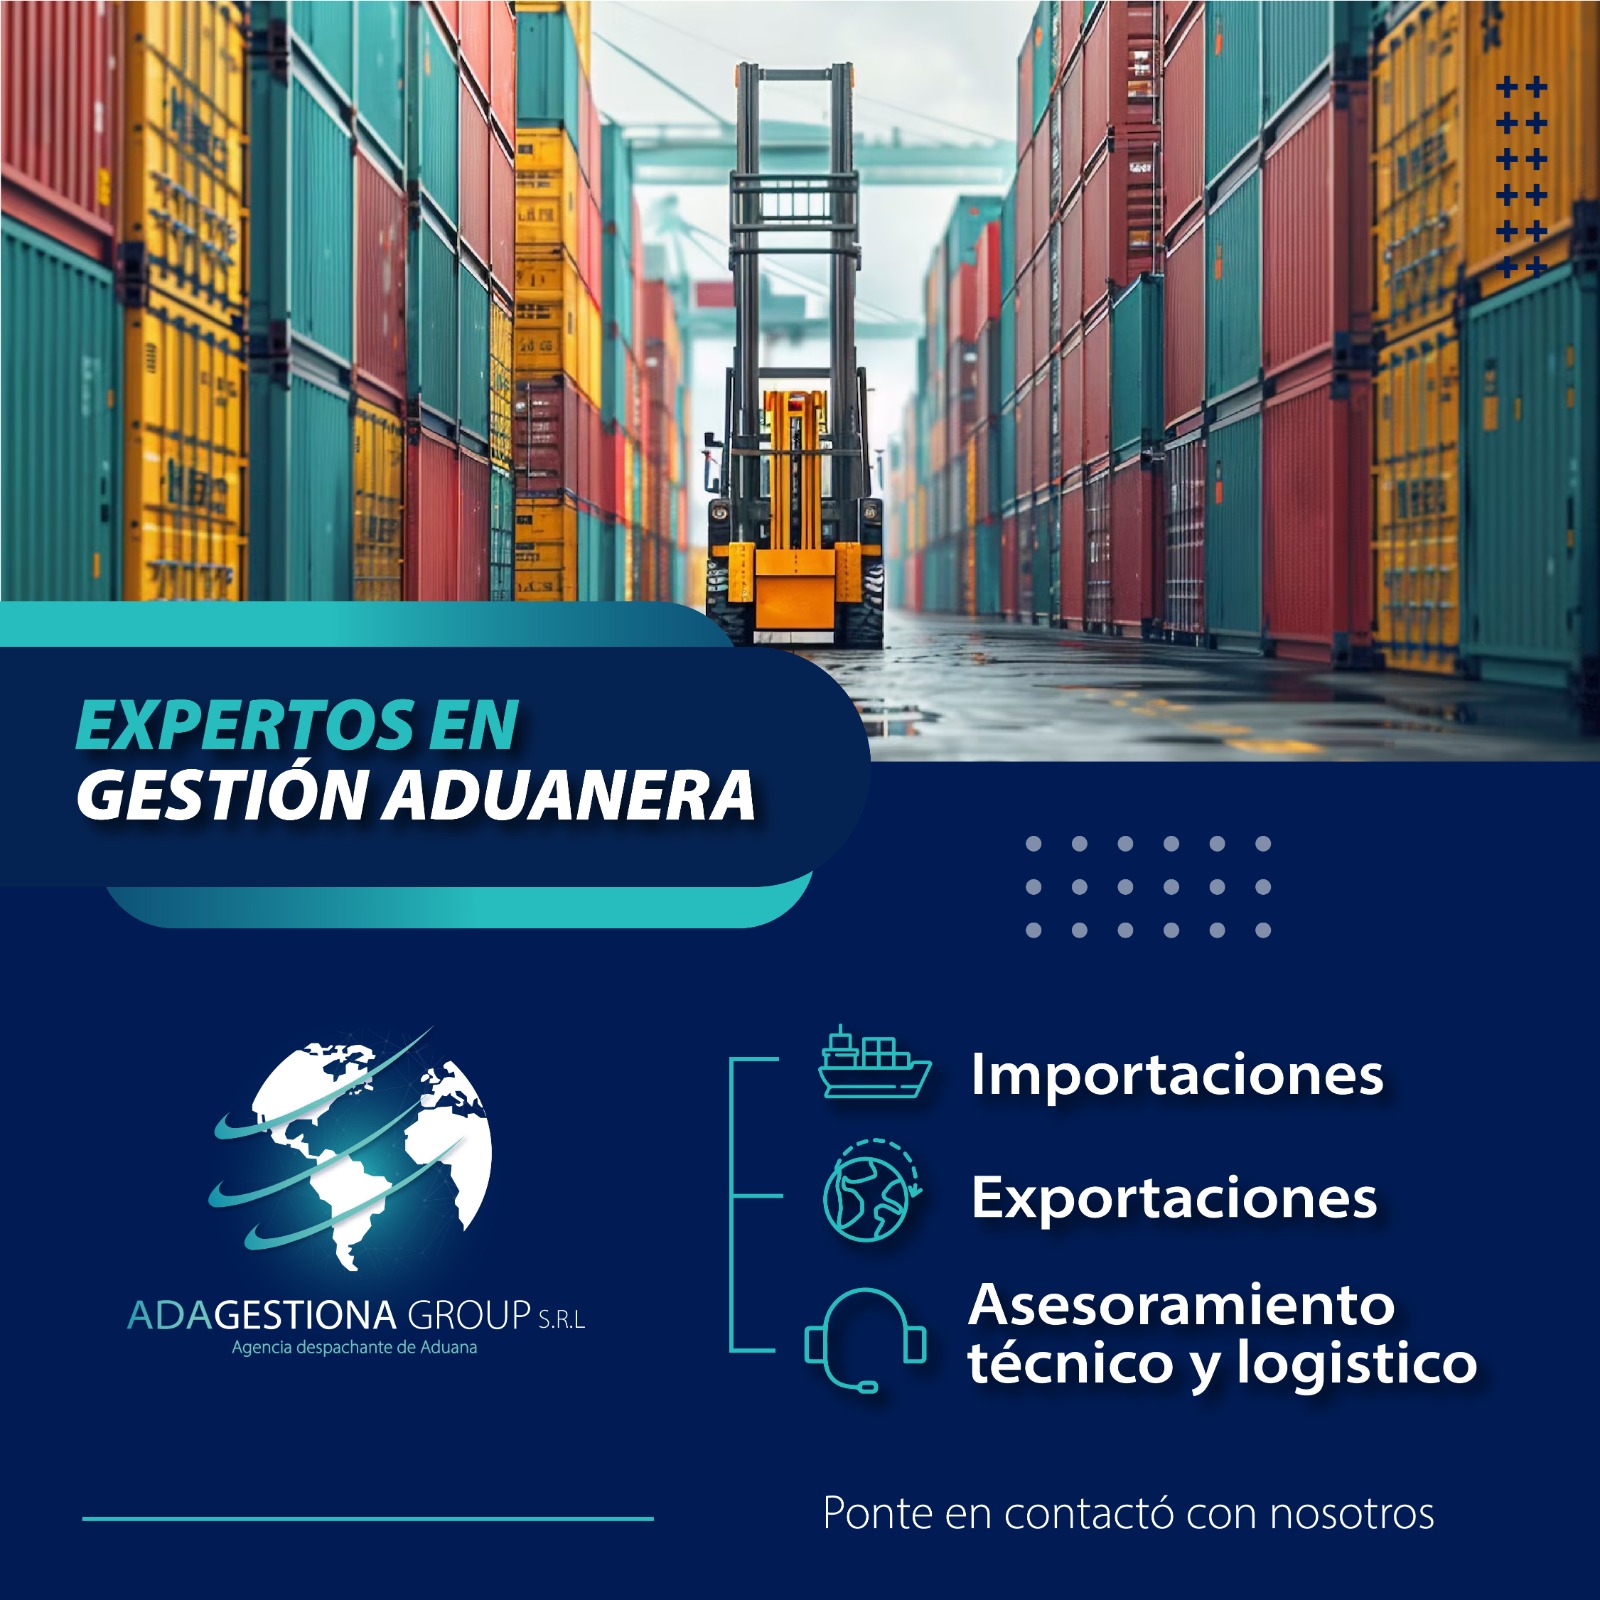 EXPERTOS EN
GESTIÓN ADUANERA
ADAGESTIONA GROUP S.R.L
Agencia despachante de Aduana
Importaciones
Exportaciones
Asesoramiento
técnico y logistico
Ponte en contactó con nosotros